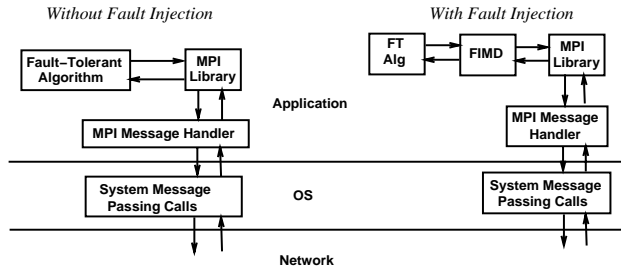 Without Fault Injection
With Fault Injection
Fault-Tolerant
Algorithm
MPI
Library
FT
Alg
FIMD
MPI
Library
Application
MPI Message Handler
MPI Message
Handler
System Message
Passing Calls
OS
System Message
Passing Calls
Network